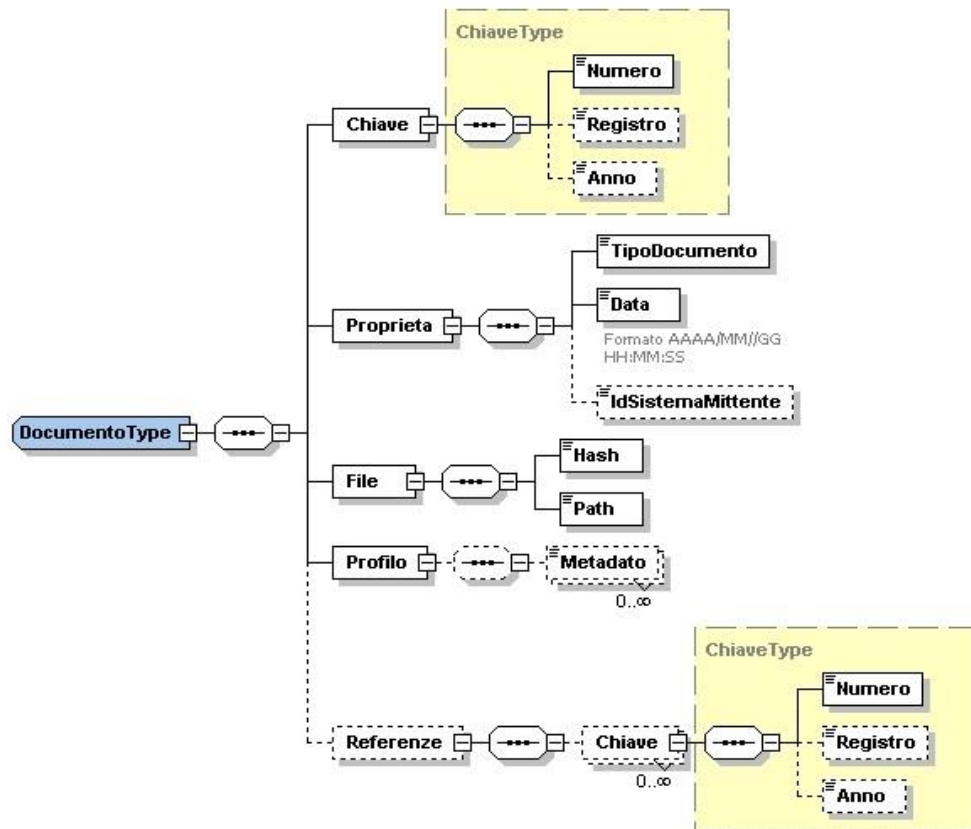 ChiaveType
Numero
Chiave
Registro
Anno
TipoDocumento
Data
Proprieta
Formato AAAA/MM//GG
HH:MM:SS
IdSistemaMittente
DocumentoType
Hash
File
Path
Profilo
Metadato
0..∞
ChiaveType
Numero
Referenze
Chiave
Registro
0..∞
Anno